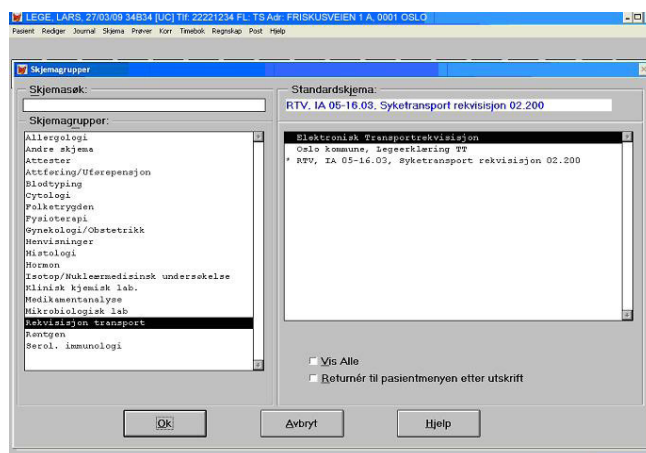 LEGE, LARS, 27/03/09 34B34 [UC] Tlf: 22221234 FL: TS Adr: FRISKUSVEIEN 1 A, 0001 OSLO
Pasient Rediger Journal Skjema Prøver Korr Timebok Regnskap Post Hjelp
Skjemagrupper
Skjemasøk:
Skjemagrupper:
Allergologi
Andre skjema
Attester
Attføring/Uførepensjon
Blodtyping
Cytologi
Folketrygden
Fysioterapi
Gynekologi/Obstetrikk
Henvisninger
Histologi
Hormon
Isotop/Nukleærmedisinsk undersøkelse
Klinisk kjemisk lab.
Medikamentanalyse
Mikrobiologisk lab
Rekvisisjon transport
Røntgen
Serol. immunologi
Standardskjema:
RTV, IA 05-16.03, Syketransport rekvisisjon 02.200
Elektronisk Transportrekvisisjon
Oslo kommune, Legeerklæring TT
* RTV, IA 05-16.03, Syketransport rekvisisjon 02.200
Vis Alle
Returnér til pasientmenyen etter utskrift
Ok
Avbryt
Hjelp